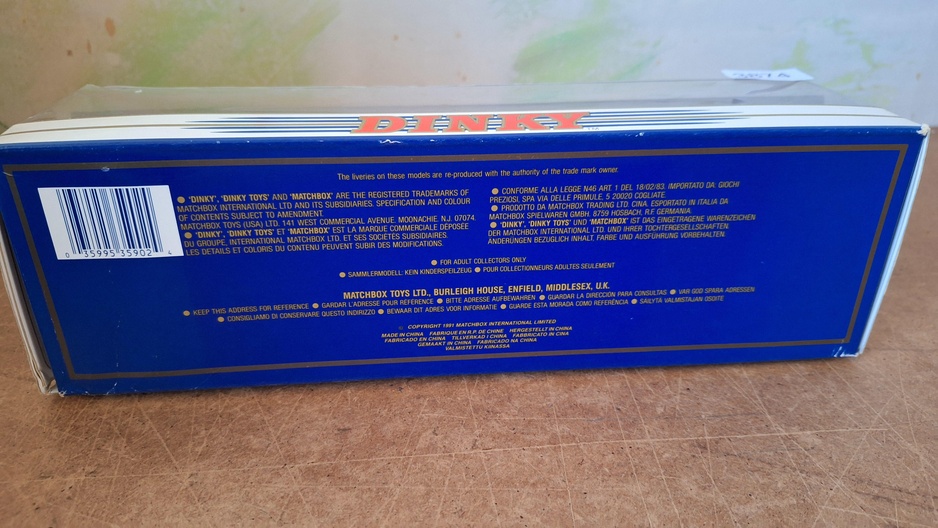 DINKY
The liveries on these models are re-produced with the authority of the trade mark owner.
● 'DINKY', 'DINKY TOYS' AND 'MATCHBOX' ARE THE REGISTERED TRADEMARKS OF
MATCHBOX INTERNATIONAL LTD AND ITS SUBSIDIARIES. SPECIFICATION AND COLOUR
OF CONTENTS SUBJECT TO AMENDMENT.
MATCHBOX TOYS (USA) LTD. 141 WEST COMMERCIAL AVENUE. MOONACHIE. N.J. 07074.
● 'DINKY', 'DINKY TOYS' ET 'MATCHBOX' EST LA MARQUE COMMERCIALE DÉPOSÉE
DU GROUPE, INTERNATIONAL MATCHBOX LTD. ET SES SOCIÉTÉS SUBSIDIAIRES.
LES DETAILS ET COLORIS DU CONTENU PEUVENT SUBIR DES MODIFICATIONS.
0 35995 35902 4
● CONFORME ALLA LEGGE N46 ART. 1 DEL 18/02/83. IMPORTATO DA: GIOCHI
PREZIOSI. SPA VIA DELLE PRIMULE, 5 20020 COGLIATE.
● PRODOTTO DA MATCHBOX TRADING LTD. CINA. ESPORTATO IN ITALIA DA
MATCHBOX SPIELWAREN GMBH. 8759 HOSBACH. R.F. GERMANIA.
● 'DINKY', 'DINKY TOYS' UND 'MATCHBOX' IST DAS EINGETRAGENE WARENZEICHEN
DER MATCHBOX INTERNATIONAL LTD. UND IHRER TOCHTERGESELLSCHAFTEN.
ÄNDERUNGEN BEZÜGLICH INHALT, FARBE UND AUSFÜHRUNG VORBEHALTEN.
● FOR ADULT COLLECTORS ONLY
● SAMMLERMODELL: KEIN KINDERSPEILZEUG ● POUR COLLECTIONEURS ADULTES SEULEMENT
MATCHBOX TOYS LTD., BURLEIGH HOUSE, ENFIELD, MIDDLESEX, U.K.
● KEEP THIS ADDRESS FOR REFERENCE ● GARDAR L'ADRESSE POUR RÉFÉRENCE ● BITTE ADRESSE AUFBEWAHREN ● GUARDAR LA DIRECCIÓN PARA CONSULTAS ● VAR GOD SPARA ADRESSEN
● CONSIGLIAMO DI CONSERVARE QUESTO INDIRIZZO ● BEWAAR DIT ADRES VOOR INFORMATIE ● GUARDE ESTA MORADA COMO REFERÊNCIA ● SÄILYTÄ VALMISTAJAN OSOITE
© COPYRIGHT 1991 MATCHBOX INTERNATIONAL LIMITED
MADE IN CHINA FABRIQUE EN R.P. DE CHINE HERGESTELLT IN CHINA
FABRICADO EN CHINA TILLVERKAD I CHINA FABBRICATO IN CINA
GEMAAKT IN CHINA FABRICADO NA CHINA
VALMISTETTU KIINASSA